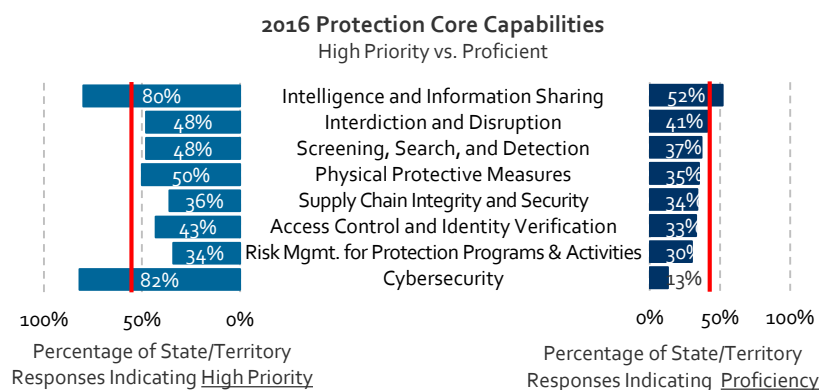 2016 Protection Core Capabilities
High Priority vs. Proficient
80% Intelligence and Information Sharing 52%
48% Interdiction and Disruption 41%
48% Screening, Search, and Detection 37%
50% Physical Protective Measures 35%
36% Supply Chain Integrity and Security 34%
43% Access Control and Identity Verification 33%
34% Risk Mgmt. for Protection Programs & Activities 30%
82% Cybersecurity 13%
100% 50% 0% 0% 50% 100%
Percentage of State/Territory
Responses Indicating High Priority
Percentage of State/Territory
Responses Indicating Proficiency